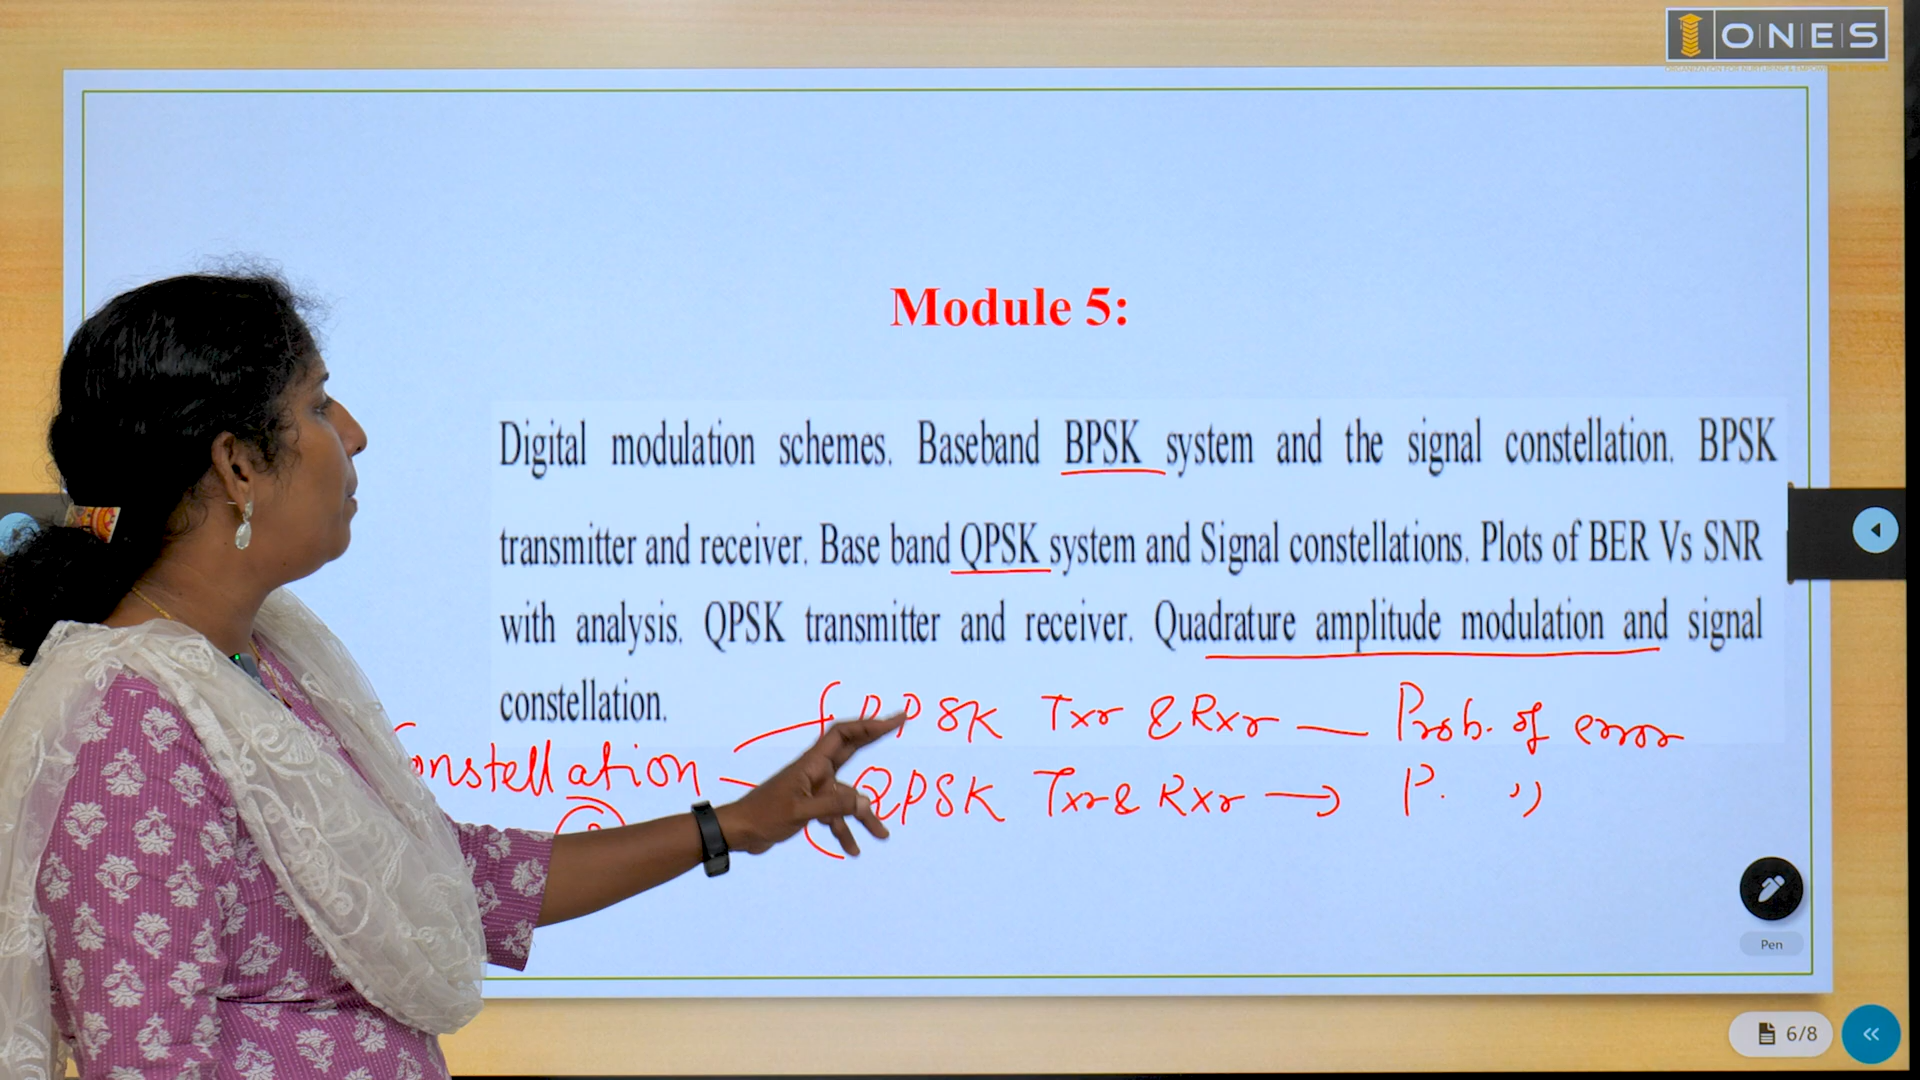 ONES
Module 5:
Digital modulation schemes. Baseband BPSK system and the signal constellation. BPSK
transmitter and receiver. Base band QPSK system and Signal constellations. Plots of BER Vs SNR
with analysis. QPSK transmitter and receiver. Quadrature amplitude modulation and signal
constellation.
BPSK Txr & Rxr — Prob. of error
Constellation
QPSK Txr & Rxr → P. ,,
Pen
6/8